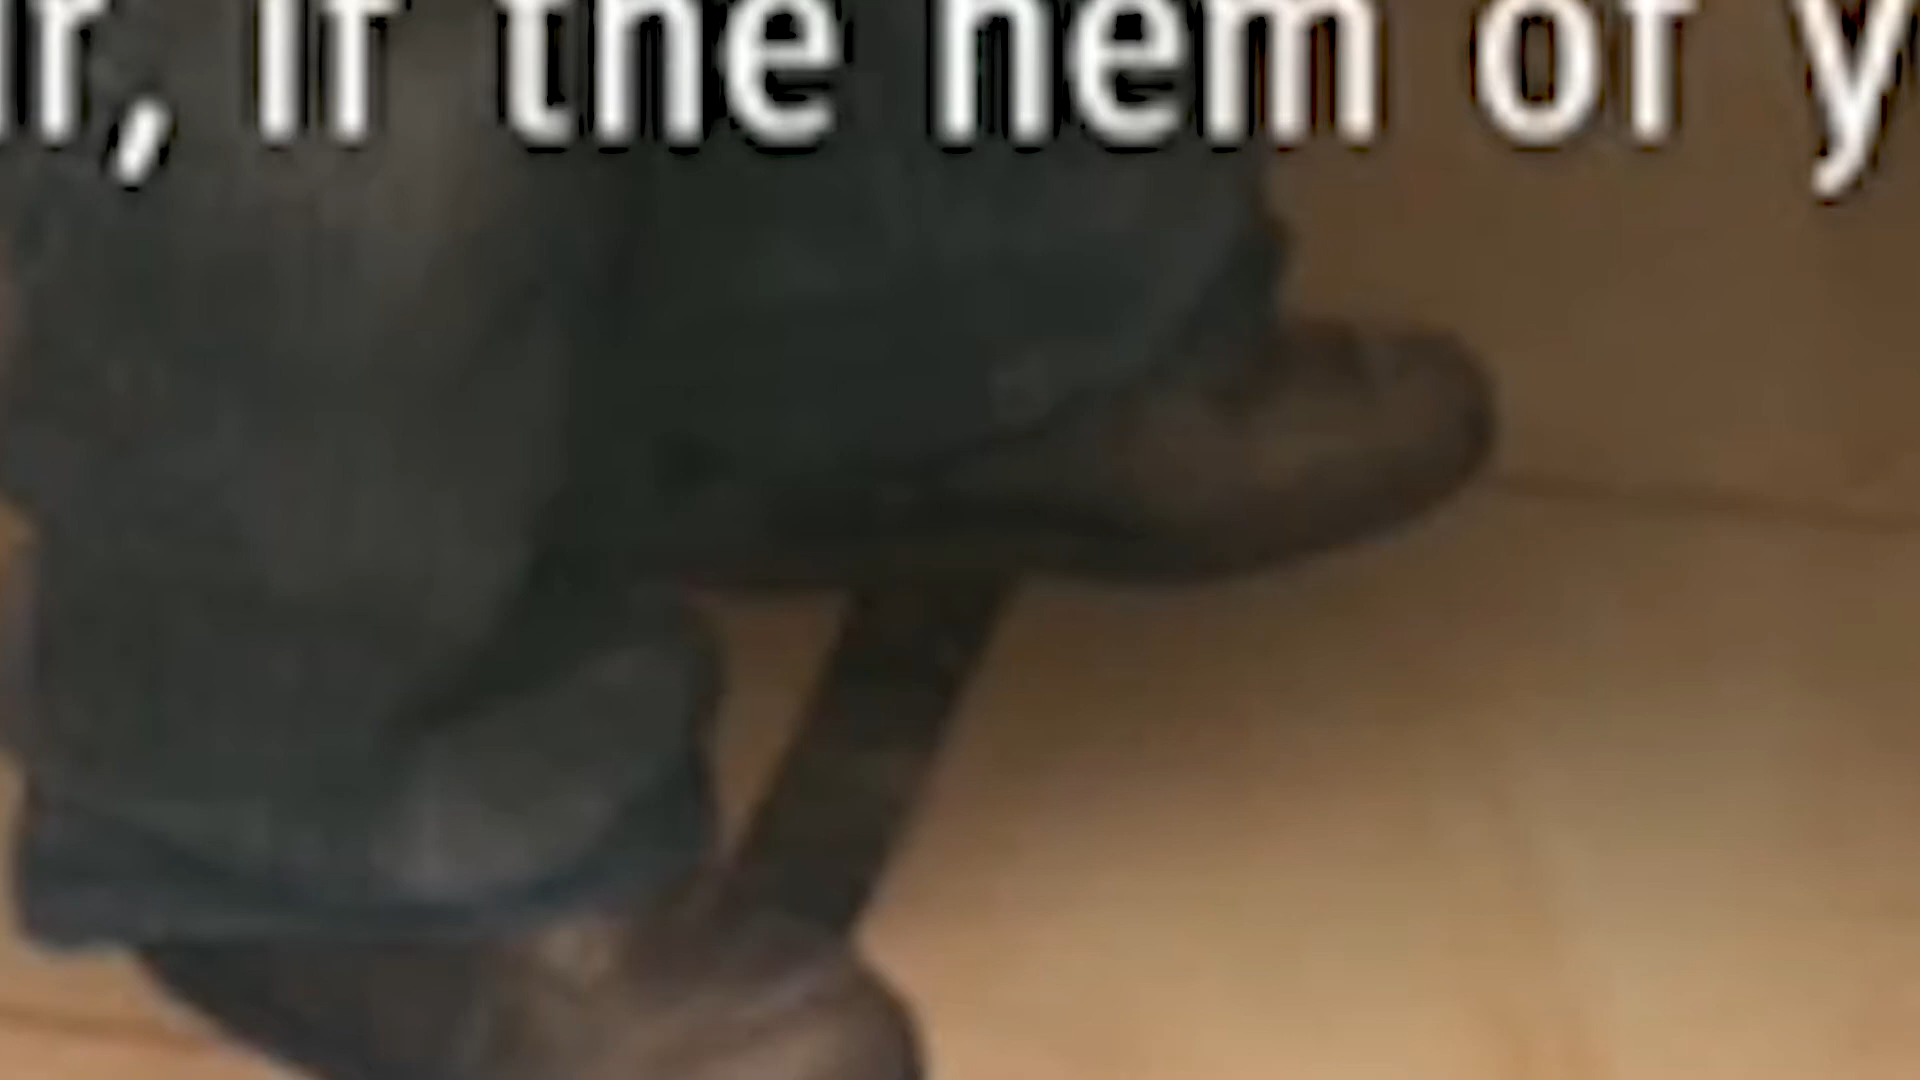 r, if the hem of y